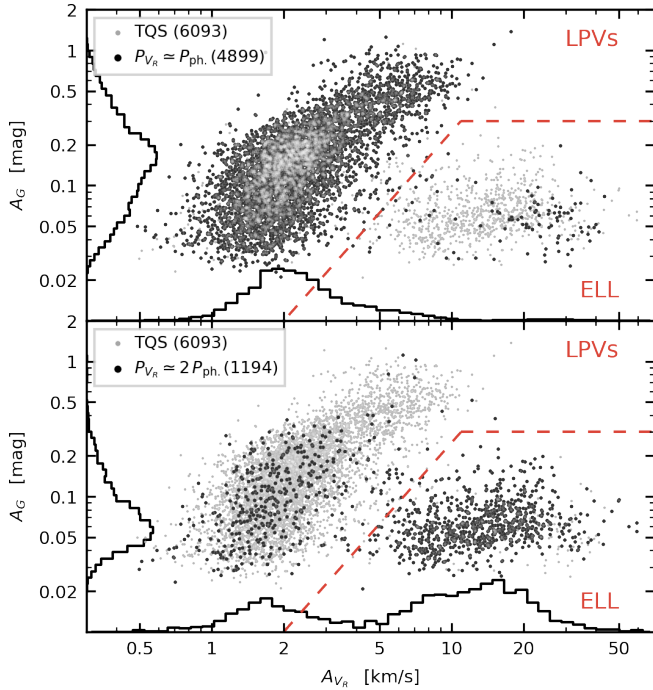 2
TQS (6093)
P_{V_R} ≃ P_{ph.} (4899)
LPVs
1
0.5
0.2
0.1
0.05
0.02
A_G [mag]
ELL
2
TQS (6093)
P_{V_R} ≃ 2 P_{ph.} (1194)
LPVs
1
0.5
0.2
0.1
0.05
0.02
A_G [mag]
ELL
0.5 1 2 5 10 20 50
A_{V_R} [km/s]